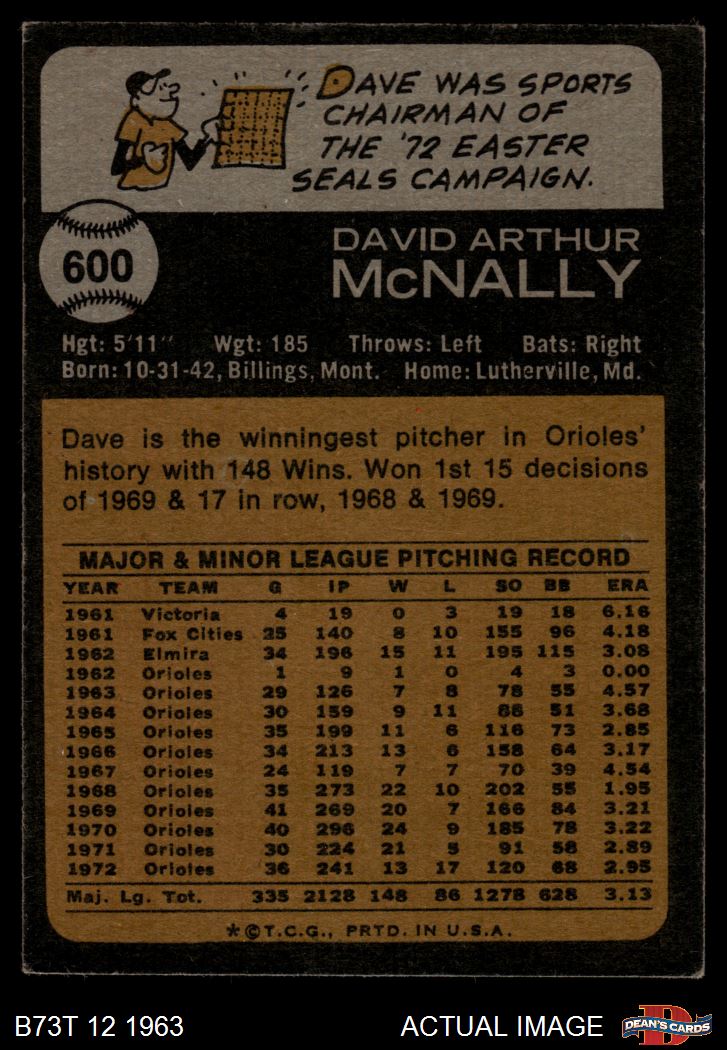 DAVE WAS SPORTS
CHAIRMAN OF
THE '72 EASTER
SEALS CAMPAIGN.
600
DAVID ARTHUR
McNALLY
Hgt: 5'11" Wgt: 185 Throws: Left Bats: Right
Born: 10-31-42, Billings, Mont. Home: Lutherville, Md.
Dave is the winningest pitcher in Orioles'
history with 148 Wins. Won 1st 15 decisions
of 1969 & 17 in row, 1968 & 1969.
MAJOR & MINOR LEAGUE PITCHING RECORD
YEAR TEAM G IP W L SO BB ERA
1961 Victoria 4 19 0 3 19 18 6.16
1961 Fox Cities 25 140 8 10 155 96 4.18
1962 Elmira 34 196 15 11 195 115 3.08
1962 Orioles 1 9 1 0 4 3 0.00
1963 Orioles 29 126 7 8 78 55 4.57
1964 Orioles 30 159 9 11 88 51 3.68
1965 Orioles 35 199 11 6 116 73 2.85
1966 Orioles 34 213 13 6 158 64 3.17
1967 Orioles 24 119 7 7 70 39 4.54
1968 Orioles 35 273 22 10 202 55 1.95
1969 Orioles 41 269 20 7 166 84 3.21
1970 Orioles 40 296 24 9 185 78 3.22
1971 Orioles 30 224 21 5 91 58 2.89
1972 Orioles 36 241 13 17 120 68 2.95
Maj. Lg. Tot. 335 2128 148 86 1278 628 3.13
*©T.C.G., PRTD. IN U.S.A.
B73T 12 1963 ACTUAL IMAGE
D
DEAN'S CARDS